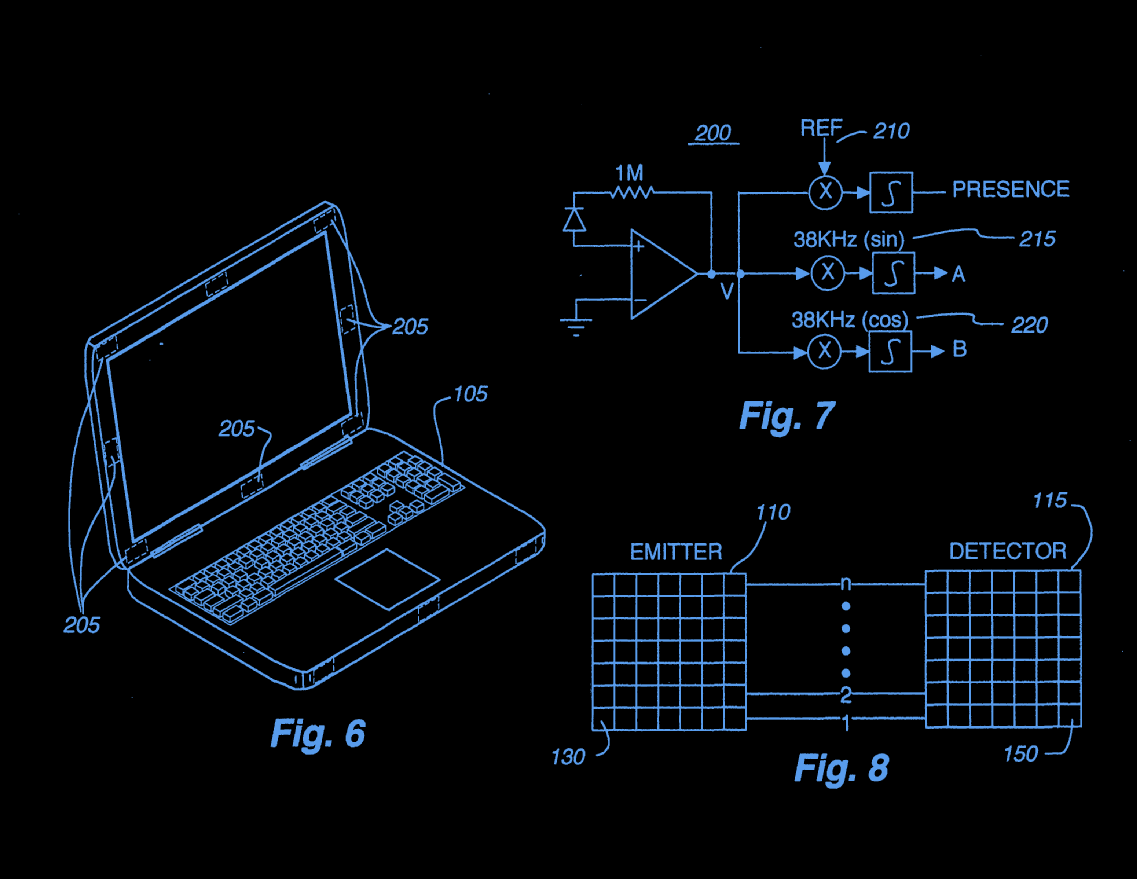 205
205
105
205
Fig. 6
200
REF
210
1M
X
∫
PRESENCE
+
38KHz (sin)
215
X
∫
A
V
−
38KHz (cos)
220
X
∫
B
Fig. 7
110
115
EMITTER
DETECTOR
n
2
1
130
150
Fig. 8